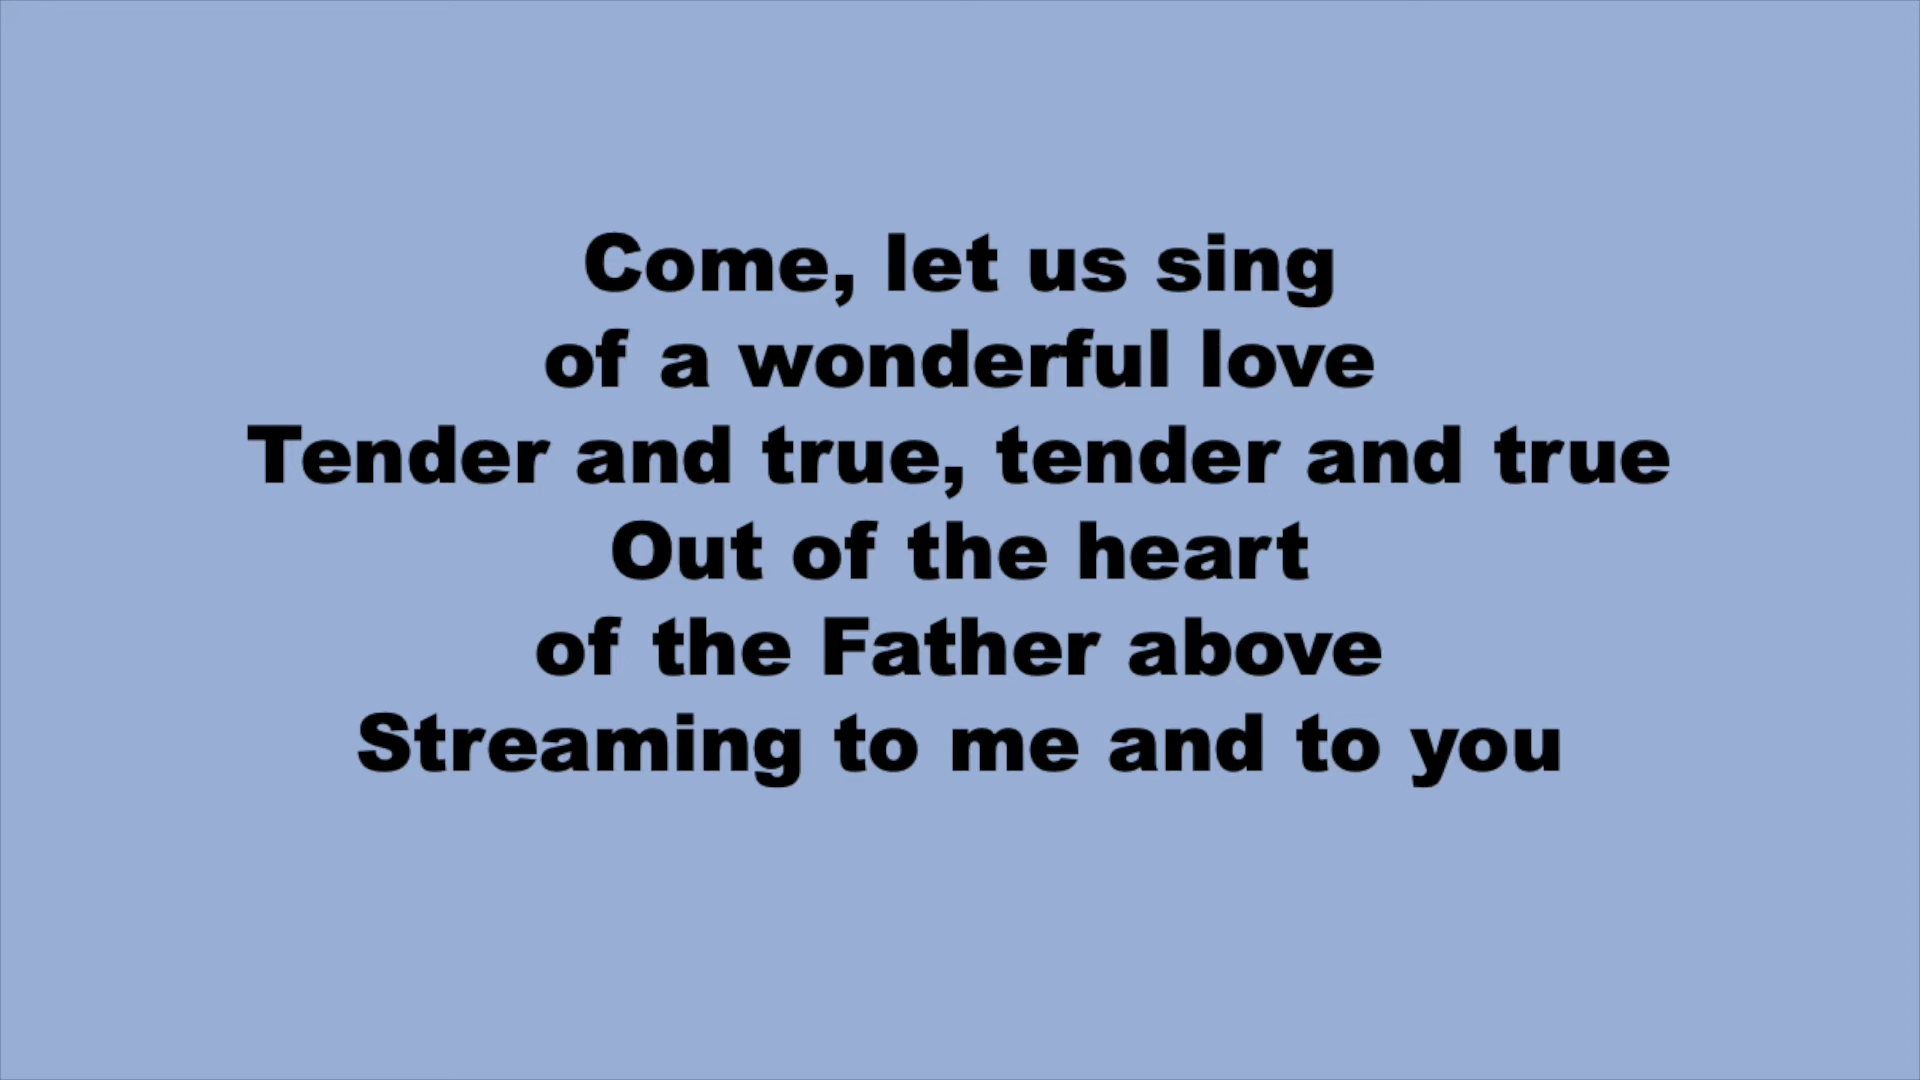 Come, let us sing
of a wonderful love
Tender and true, tender and true
Out of the heart
of the Father above
Streaming to me and to you